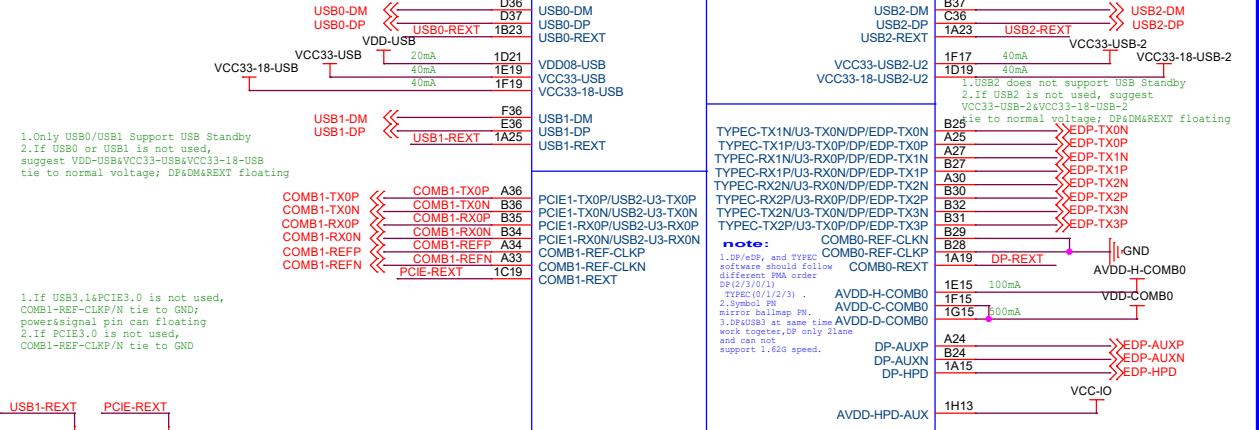 USB0-DM D36 USB0-DM
USB0-DP D37 USB0-DP
USB0-REXT 1B23 USB0-REXT
VDD-USB 20mA 1D21 VDD08-USB
VCC33-USB 40mA 1E19 VCC33-USB
VCC33-18-USB 40mA 1F19 VCC33-18-USB
USB1-DM F36 USB1-DM
USB1-DP E36 USB1-DP
USB1-REXT 1A25 USB1-REXT
1.Only USB0/USB1 Support USB Standby
2.If USB0 or USB1 is not used,
suggest VDD-USB&VCC33-USB&VCC33-18-USB
tie to normal voltage; DP&DM&REXT floating
COMB1-TX0P COMB1-TX0P A36 PCIE1-TX0P/USB2-U3-TX0P
COMB1-TX0N COMB1-TX0N B36 PCIE1-TX0N/USB2-U3-TX0N
COMB1-RX0P COMB1-RX0P B35 PCIE1-RX0P/USB2-U3-RX0P
COMB1-RX0N COMB1-RX0N B34 PCIE1-RX0N/USB2-U3-RX0N
COMB1-REFP COMB1-REFP A34 COMB1-REF-CLKP
COMB1-REFN COMB1-REFN A33 COMB1-REF-CLKN
PCIE-REXT 1C19 COMB1-REXT
1.If USB3.1&PCIE3.0 is not used,
COMB1-REF-CLKP/N tie to GND;
power&signal pin can floating
2.If PCIE3.0 is not used,
COMB1-REF-CLKP/N tie to GND
USB1-REXT PCIE-REXT
USB2-DM B37 USB2-DM
USB2-DP C36 USB2-DP
USB2-REXT 1A23 USB2-REXT
VCC33-USB2-U2 1F17 40mA VCC33-USB-2
VCC33-18-USB2-U2 1D19 40mA VCC33-18-USB-2
1.USB2 does not support USB Standby
2.If USB2 is not used, suggest
VCC33-USB-2&VCC33-18-USB-2
tie to normal voltage; DP&DM&REXT floating
TYPEC-TX1N/U3-TX0N/DP/EDP-TX0N B25 EDP-TX0N
TYPEC-TX1P/U3-TX0P/DP/EDP-TX0P A25 EDP-TX0P
TYPEC-RX1N/U3-RX0N/DP/EDP-TX1N A27 EDP-TX1N
TYPEC-RX1P/U3-RX0P/DP/EDP-TX1P B27 EDP-TX1P
TYPEC-RX2N/U3-RX0N/DP/EDP-TX2N A30 EDP-TX2N
TYPEC-RX2P/U3-RX0P/DP/EDP-TX2P B30 EDP-TX2P
TYPEC-TX2N/U3-TX0N/DP/EDP-TX3N B32 EDP-TX3N
TYPEC-TX2P/U3-TX0P/DP/EDP-TX3P B31 EDP-TX3P
COMB0-REF-CLKN B29
COMB0-REF-CLKP B28 GND
COMB0-REXT 1A19 DP-REXT
note:
1.DP/eDP, and TYPEC
software should follow
different PMA order
DP(2/3/0/1)
TYPEC(0/1/2/3) .
2.Symbol PN
mirror ballmap PN.
3.DP&USB3 at same time
work togeter,DP only 2lane
and can not
support 1.62G speed.
AVDD-H-COMB0 1E15 100mA AVDD-H-COMB0
AVDD-C-COMB0 1F15 VDD-COMB0
AVDD-D-COMB0 1G15 500mA
DP-AUXP A24 EDP-AUXP
DP-AUXN B24 EDP-AUXN
DP-HPD 1A15 EDP-HPD
AVDD-HPD-AUX 1H13 VCC-IO